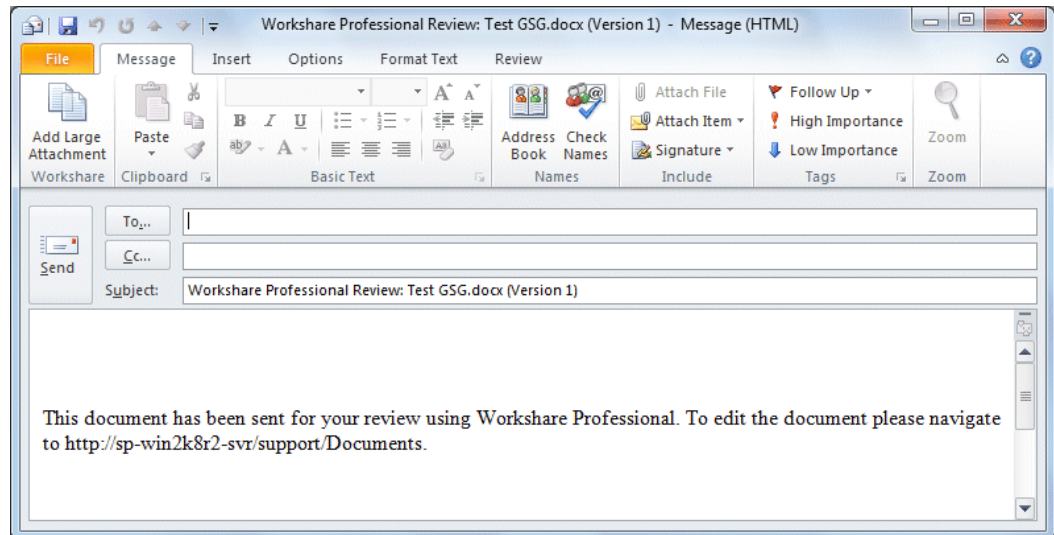 Workshare Professional Review: Test GSG.docx (Version 1) - Message (HTML)
File Message Insert Options Format Text Review
Add Large Attachment
Paste
B I U
A A
ab A
Aa
Address Book
Check Names
Attach File
Attach Item
Signature
Follow Up
High Importance
Low Importance
Zoom
Workshare Clipboard Basic Text Names Include Tags Zoom
Send
To...
Cc...
Subject: Workshare Professional Review: Test GSG.docx (Version 1)
This document has been sent for your review using Workshare Professional. To edit the document please navigate
to http://sp-win2k8r2-svr/support/Documents.